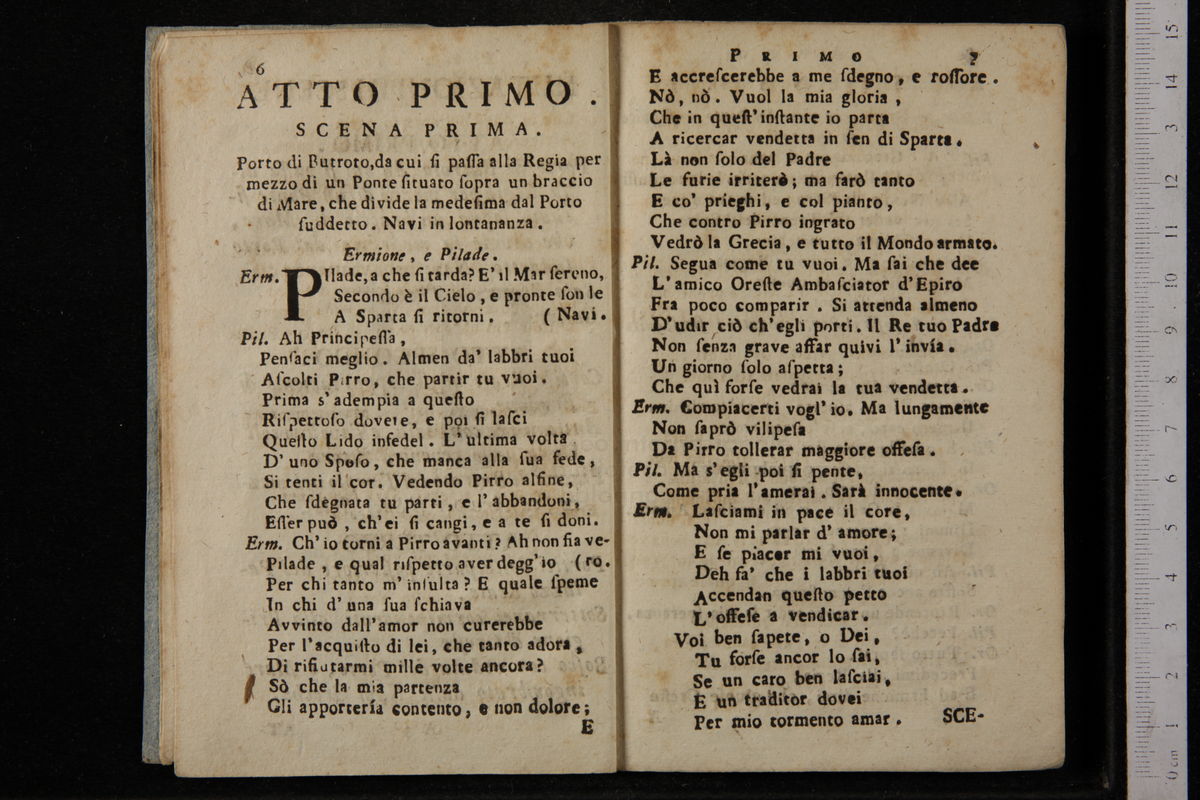 6
ATTO PRIMO.
SCENA PRIMA.
Porto di Butroto, da cui ſi paſſa alla Regia per
mezzo di un Ponte ſituato ſopra un braccio
di Mare, che divide la medeſima dal Porto
ſuddetto. Navi in lontananza.
Ermione, e Pilade.
Erm. PIlade, a che ſi tarda? E' il Mar ſereno,
Secondo è il Cielo, e pronte ſon le
A Sparta ſi ritorni. (Navi.
Pil. Ah Principeſſa,
Penſaci meglio. Almen da' labbri tuoi
Aſcolti Pirro, che partir tu vuoi.
Prima s' adempia a queſto
Riſpettoſo dovere, e poi ſi laſci
Queſto Lido infedel. L' ultima volta
D' uno Spoſo, che manca alla ſua fede,
Si tenti il cor. Vedendo Pirro alfine,
Che ſdegnata tu parti, e l' abbandoni,
Eſſer può, ch' ei ſi cangi, e a te ſi doni.
Erm. Ch' io torni a Pirro avanti? Ah non ſia ve-
Pilade, e qual riſpetto aver degg' io (ro.
Per chi tanto m' inſulta? E quale ſpeme
In chi d' una ſua ſchiava
Avvinto dall' amor non curerebbe
Per l'acquiſto di lei, che tanto adora,
Di rifiutarmi mille volte ancora?
Sò che la mia partenza
Gli apportería contento, e non dolore;
E
PRIMO 7
E accreſcerebbe a me ſdegno, e roſſore.
Nò, nò. Vuol la mia gloria,
Che in queſt' inſtante io parta
A ricercar vendetta in ſen di Sparta.
Là non ſolo del Padre
Le furie irriterò; ma farò tanto
E co' prieghi, e col pianto,
Che contro Pirro ingrato
Vedrò la Grecia, e tutto il Mondo armato.
Pil. Segua come tu vuoi. Ma ſai che dee
L' amico Oreſte Ambaſciator d' Epiro
Fra poco comparir. Si attenda almeno
D' udir ciò ch' egli porti. Il Re tuo Padre
Non ſenza grave affar quivi l' invía.
Un giorno ſolo aſpetta;
Che quì forſe vedrai la tua vendetta.
Erm. Compiacerti vogl' io. Ma lungamente
Non ſaprò vilipeſa
Da Pirro tollerar maggiore offeſa.
Pil. Ma s' egli poi ſi pente,
Come pria l'amerai. Sarà innocente.
Erm. Laſciami in pace il core,
Non mi parlar d' amore;
E ſe piacer mi vuoi,
Deh fa' che i labbri tuoi
Accendan queſto petto
L' offeſe a vendicar.
Voi ben ſapete, o Dei,
Tu forſe ancor lo ſai,
Se un caro ben laſciai,
E un traditor dovei
Per mio tormento amar.
SCE-